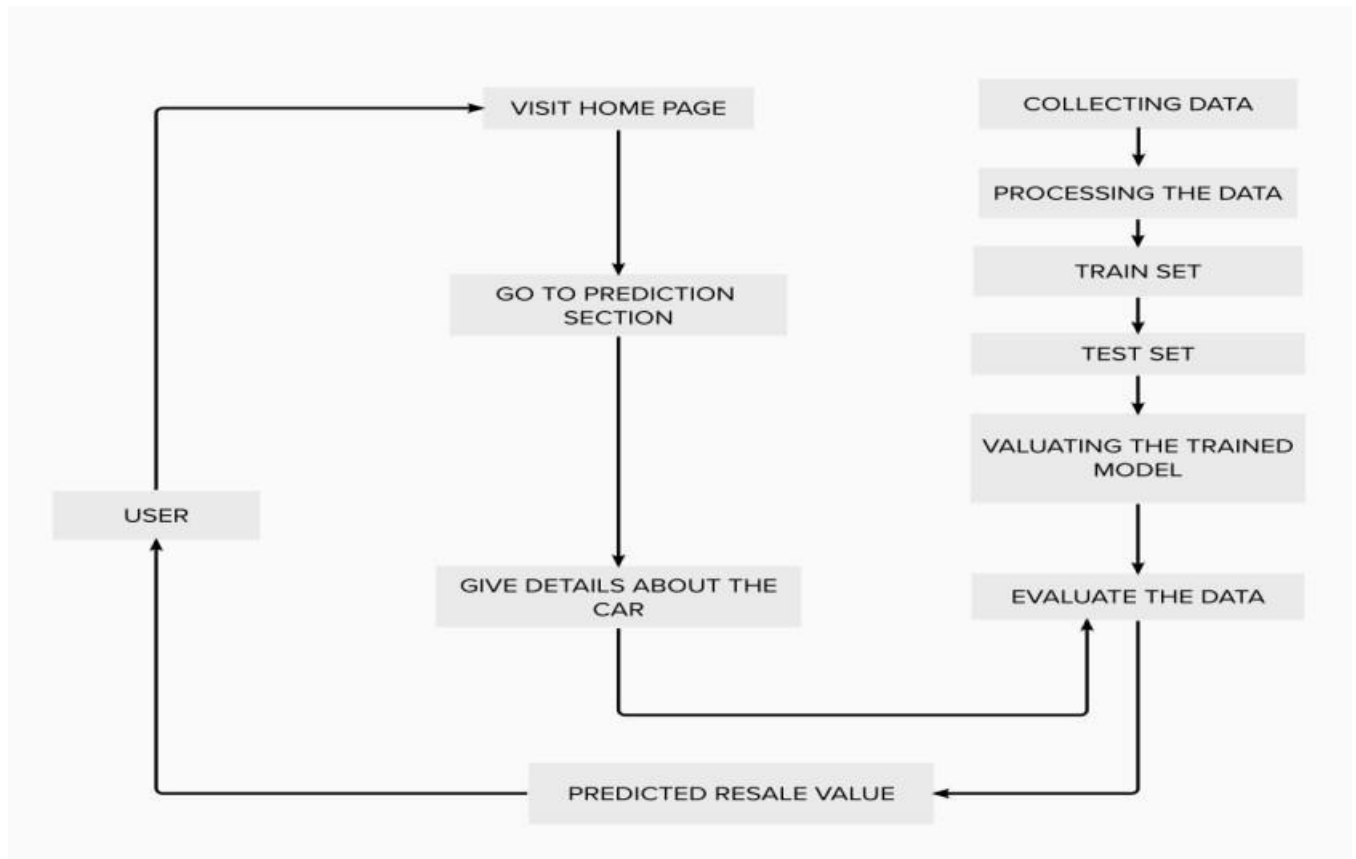 VISIT HOME PAGE
GO TO PREDICTION
SECTION
GIVE DETAILS ABOUT THE
CAR
USER
COLLECTING DATA
PROCESSING THE DATA
TRAIN SET
TEST SET
VALUATING THE TRAINED
MODEL
EVALUATE THE DATA
PREDICTED RESALE VALUE